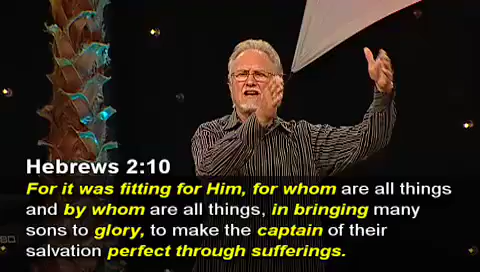 Hebrews 2:10
For it was fitting for Him, for whom are all things
and by whom are all things, in bringing many
sons to glory, to make the captain of their
salvation perfect through sufferings.